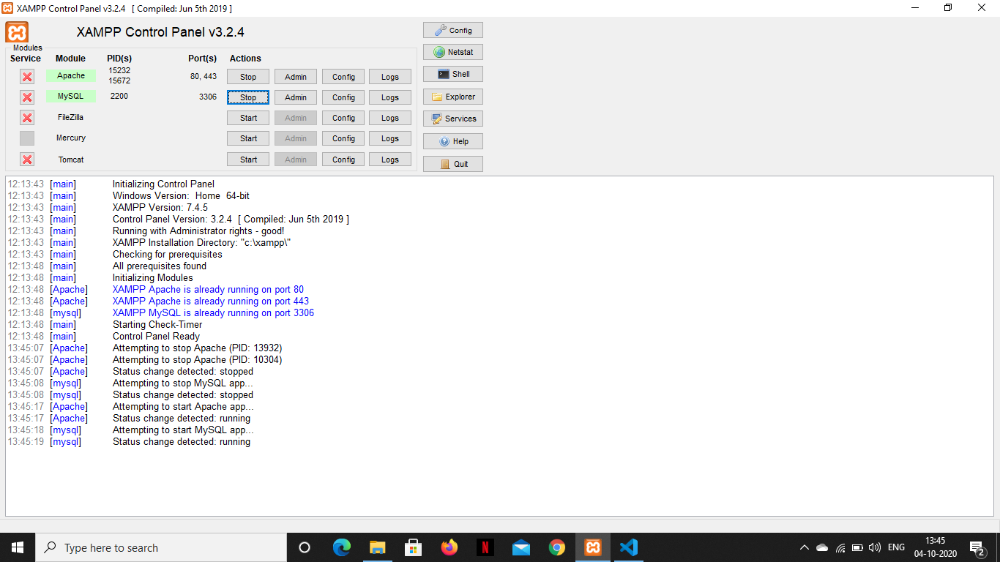 XAMPP Control Panel v3.2.4 [ Compiled: Jun 5th 2019 ]
XAMPP Control Panel v3.2.4
Config
Netstat
Shell
Explorer
Services
Help
Quit
Modules
Service Module PID(s) Port(s) Actions
Apache 15232 15672 80, 443 Stop Admin Config Logs
MySQL 2200 3306 Stop Admin Config Logs
FileZilla Start Admin Config Logs
Mercury Start Admin Config Logs
Tomcat Start Admin Config Logs
12:13:43 [main] Initializing Control Panel
12:13:43 [main] Windows Version: Home 64-bit
12:13:43 [main] XAMPP Version: 7.4.5
12:13:43 [main] Control Panel Version: 3.2.4 [ Compiled: Jun 5th 2019 ]
12:13:43 [main] Running with Administrator rights - good!
12:13:43 [main] XAMPP Installation Directory: "c:\xampp\"
12:13:43 [main] Checking for prerequisites
12:13:48 [main] All prerequisites found
12:13:48 [main] Initializing Modules
12:13:48 [Apache] XAMPP Apache is already running on port 80
12:13:48 [Apache] XAMPP Apache is already running on port 443
12:13:48 [mysql] XAMPP MySQL is already running on port 3306
12:13:48 [main] Starting Check-Timer
12:13:48 [main] Control Panel Ready
13:45:07 [Apache] Attempting to stop Apache (PID: 13932)
13:45:07 [Apache] Attempting to stop Apache (PID: 10304)
13:45:07 [Apache] Status change detected: stopped
13:45:08 [mysql] Attempting to stop MySQL app...
13:45:08 [mysql] Status change detected: stopped
13:45:17 [Apache] Attempting to start Apache app...
13:45:17 [Apache] Status change detected: running
13:45:18 [mysql] Attempting to start MySQL app...
13:45:19 [mysql] Status change detected: running
Type here to search
N
ENG
13:45
04-10-2020
2